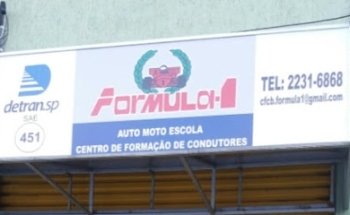 detran.sp
SAE
451
FORMULA-1
AUTO MOTO ESCOLA
CENTRO DE FORMAÇÃO DE CONDUTORES
TEL: 2231-6868
cfcb.formula1@gmail.com